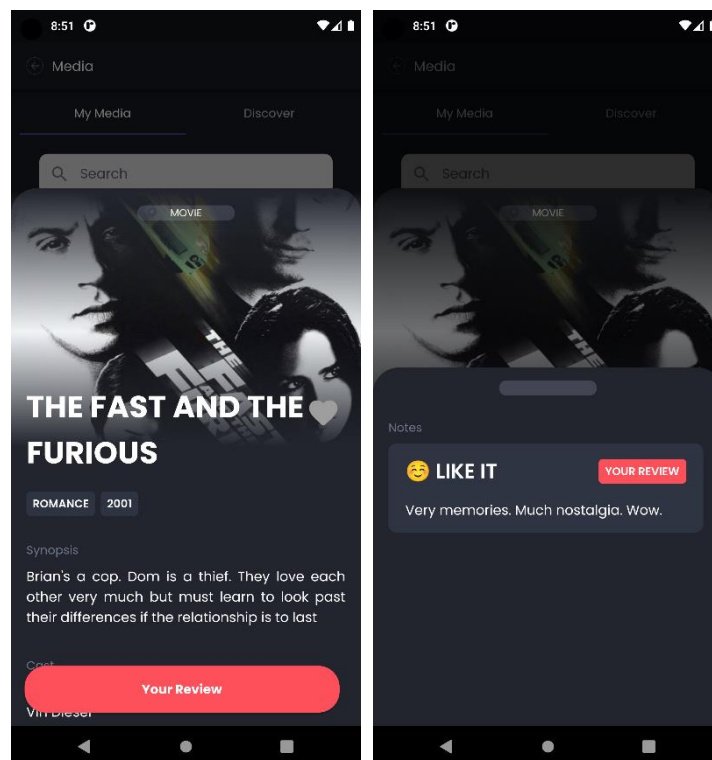 8:51
Media
My Media
Discover
Search
MOVIE
THE FAST AND THE
FURIOUS
ROMANCE
2001
Synopsis
Brian's a cop. Dom is a thief. They love each
other very much but must learn to look past
their differences if the relationship is to last
Cast
Your Review
Vin Diesel
8:51
Media
My Media
Discover
Search
MOVIE
Notes
☺️ LIKE IT
YOUR REVIEW
Very memories. Much nostalgia. Wow.